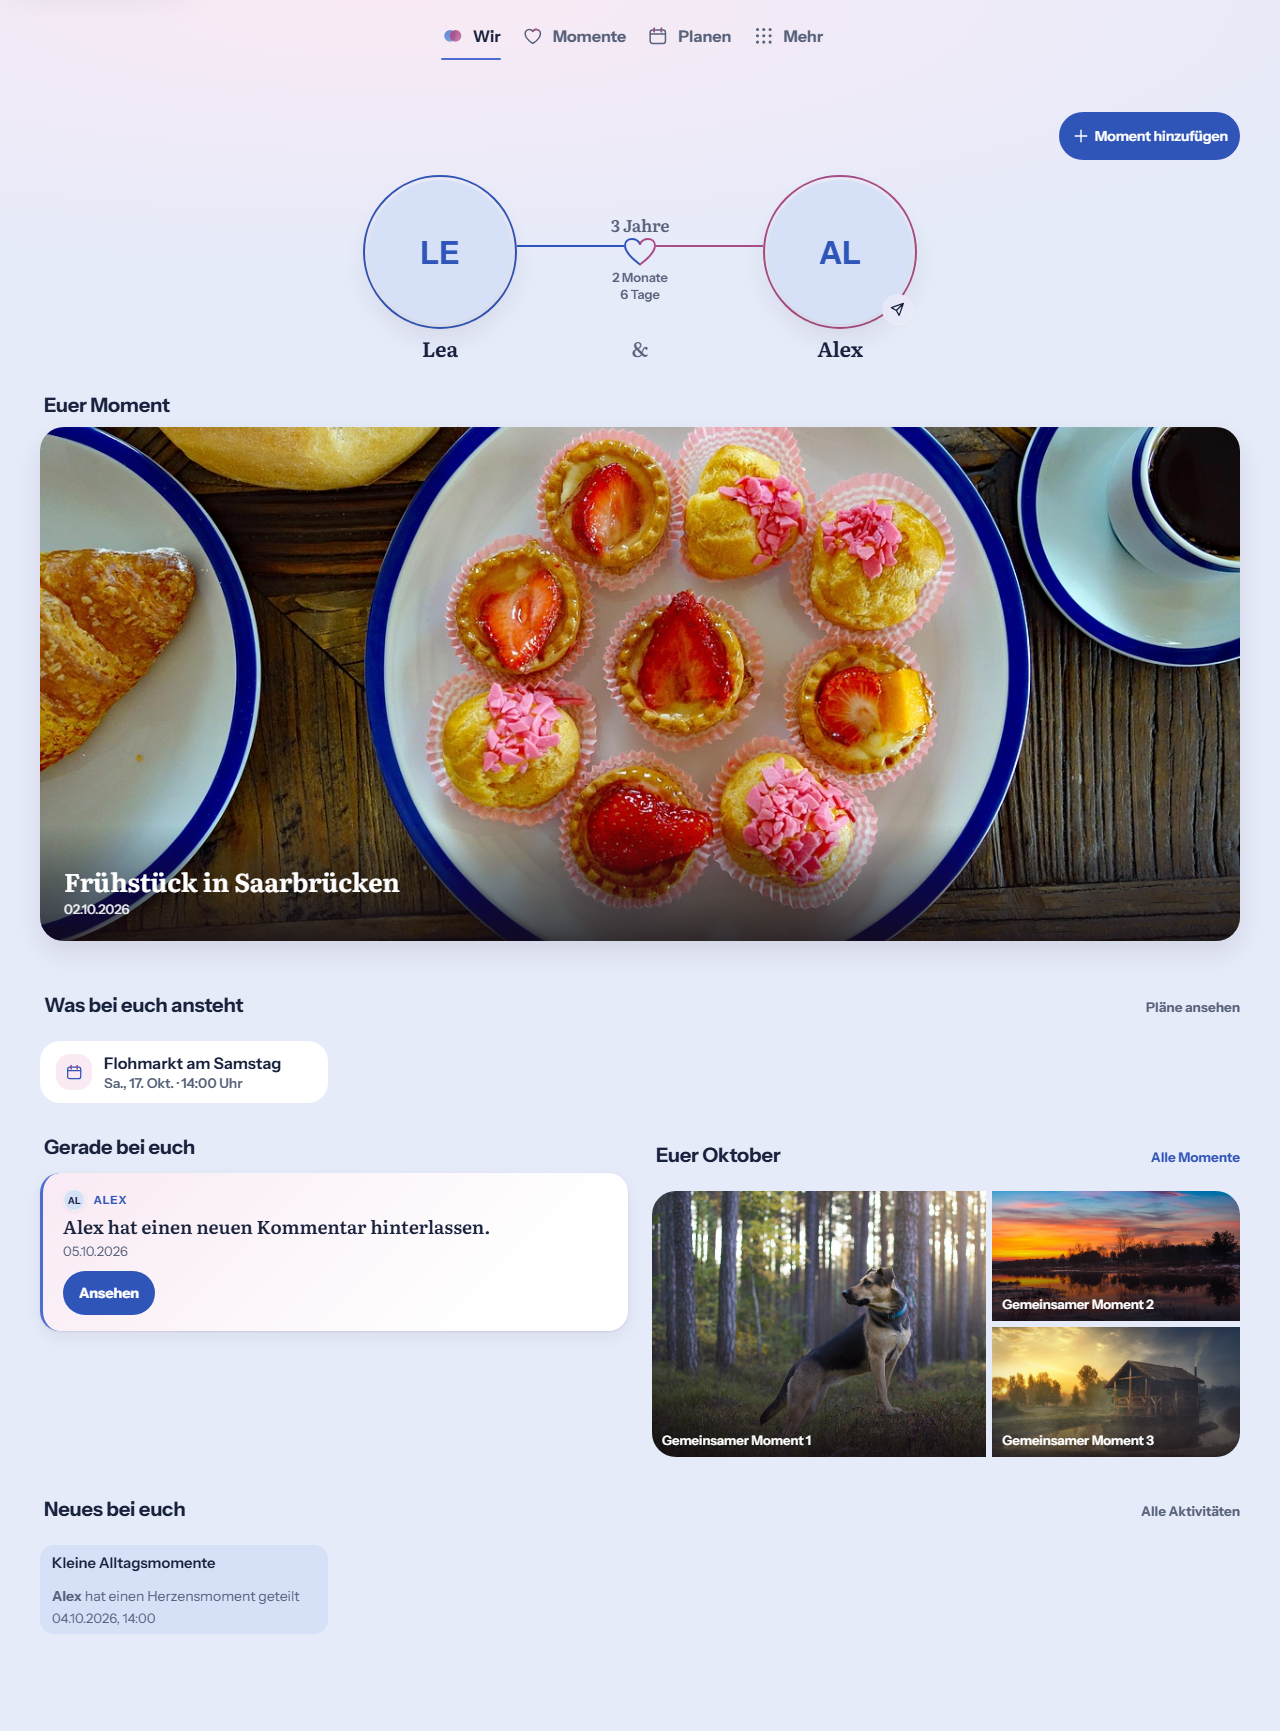 Wir
Momente
Planen
Mehr
Moment hinzufügen
LE
3 Jahre
2 Monate
6 Tage
AL
Lea
&
Alex
Euer Moment
Frühstück in Saarbrücken
02.10.2026
Was bei euch ansteht
Pläne ansehen
Flohmarkt am Samstag
Sa., 17. Okt. · 14:00 Uhr
Gerade bei euch
AL ALEX
Alex hat einen neuen Kommentar hinterlassen.
05.10.2026
Ansehen
Euer Oktober
Alle Momente
Gemeinsamer Moment 1
Gemeinsamer Moment 2
Gemeinsamer Moment 3
Neues bei euch
Alle Aktivitäten
Kleine Alltagsmomente
Alex hat einen Herzensmoment geteilt
04.10.2026, 14:00